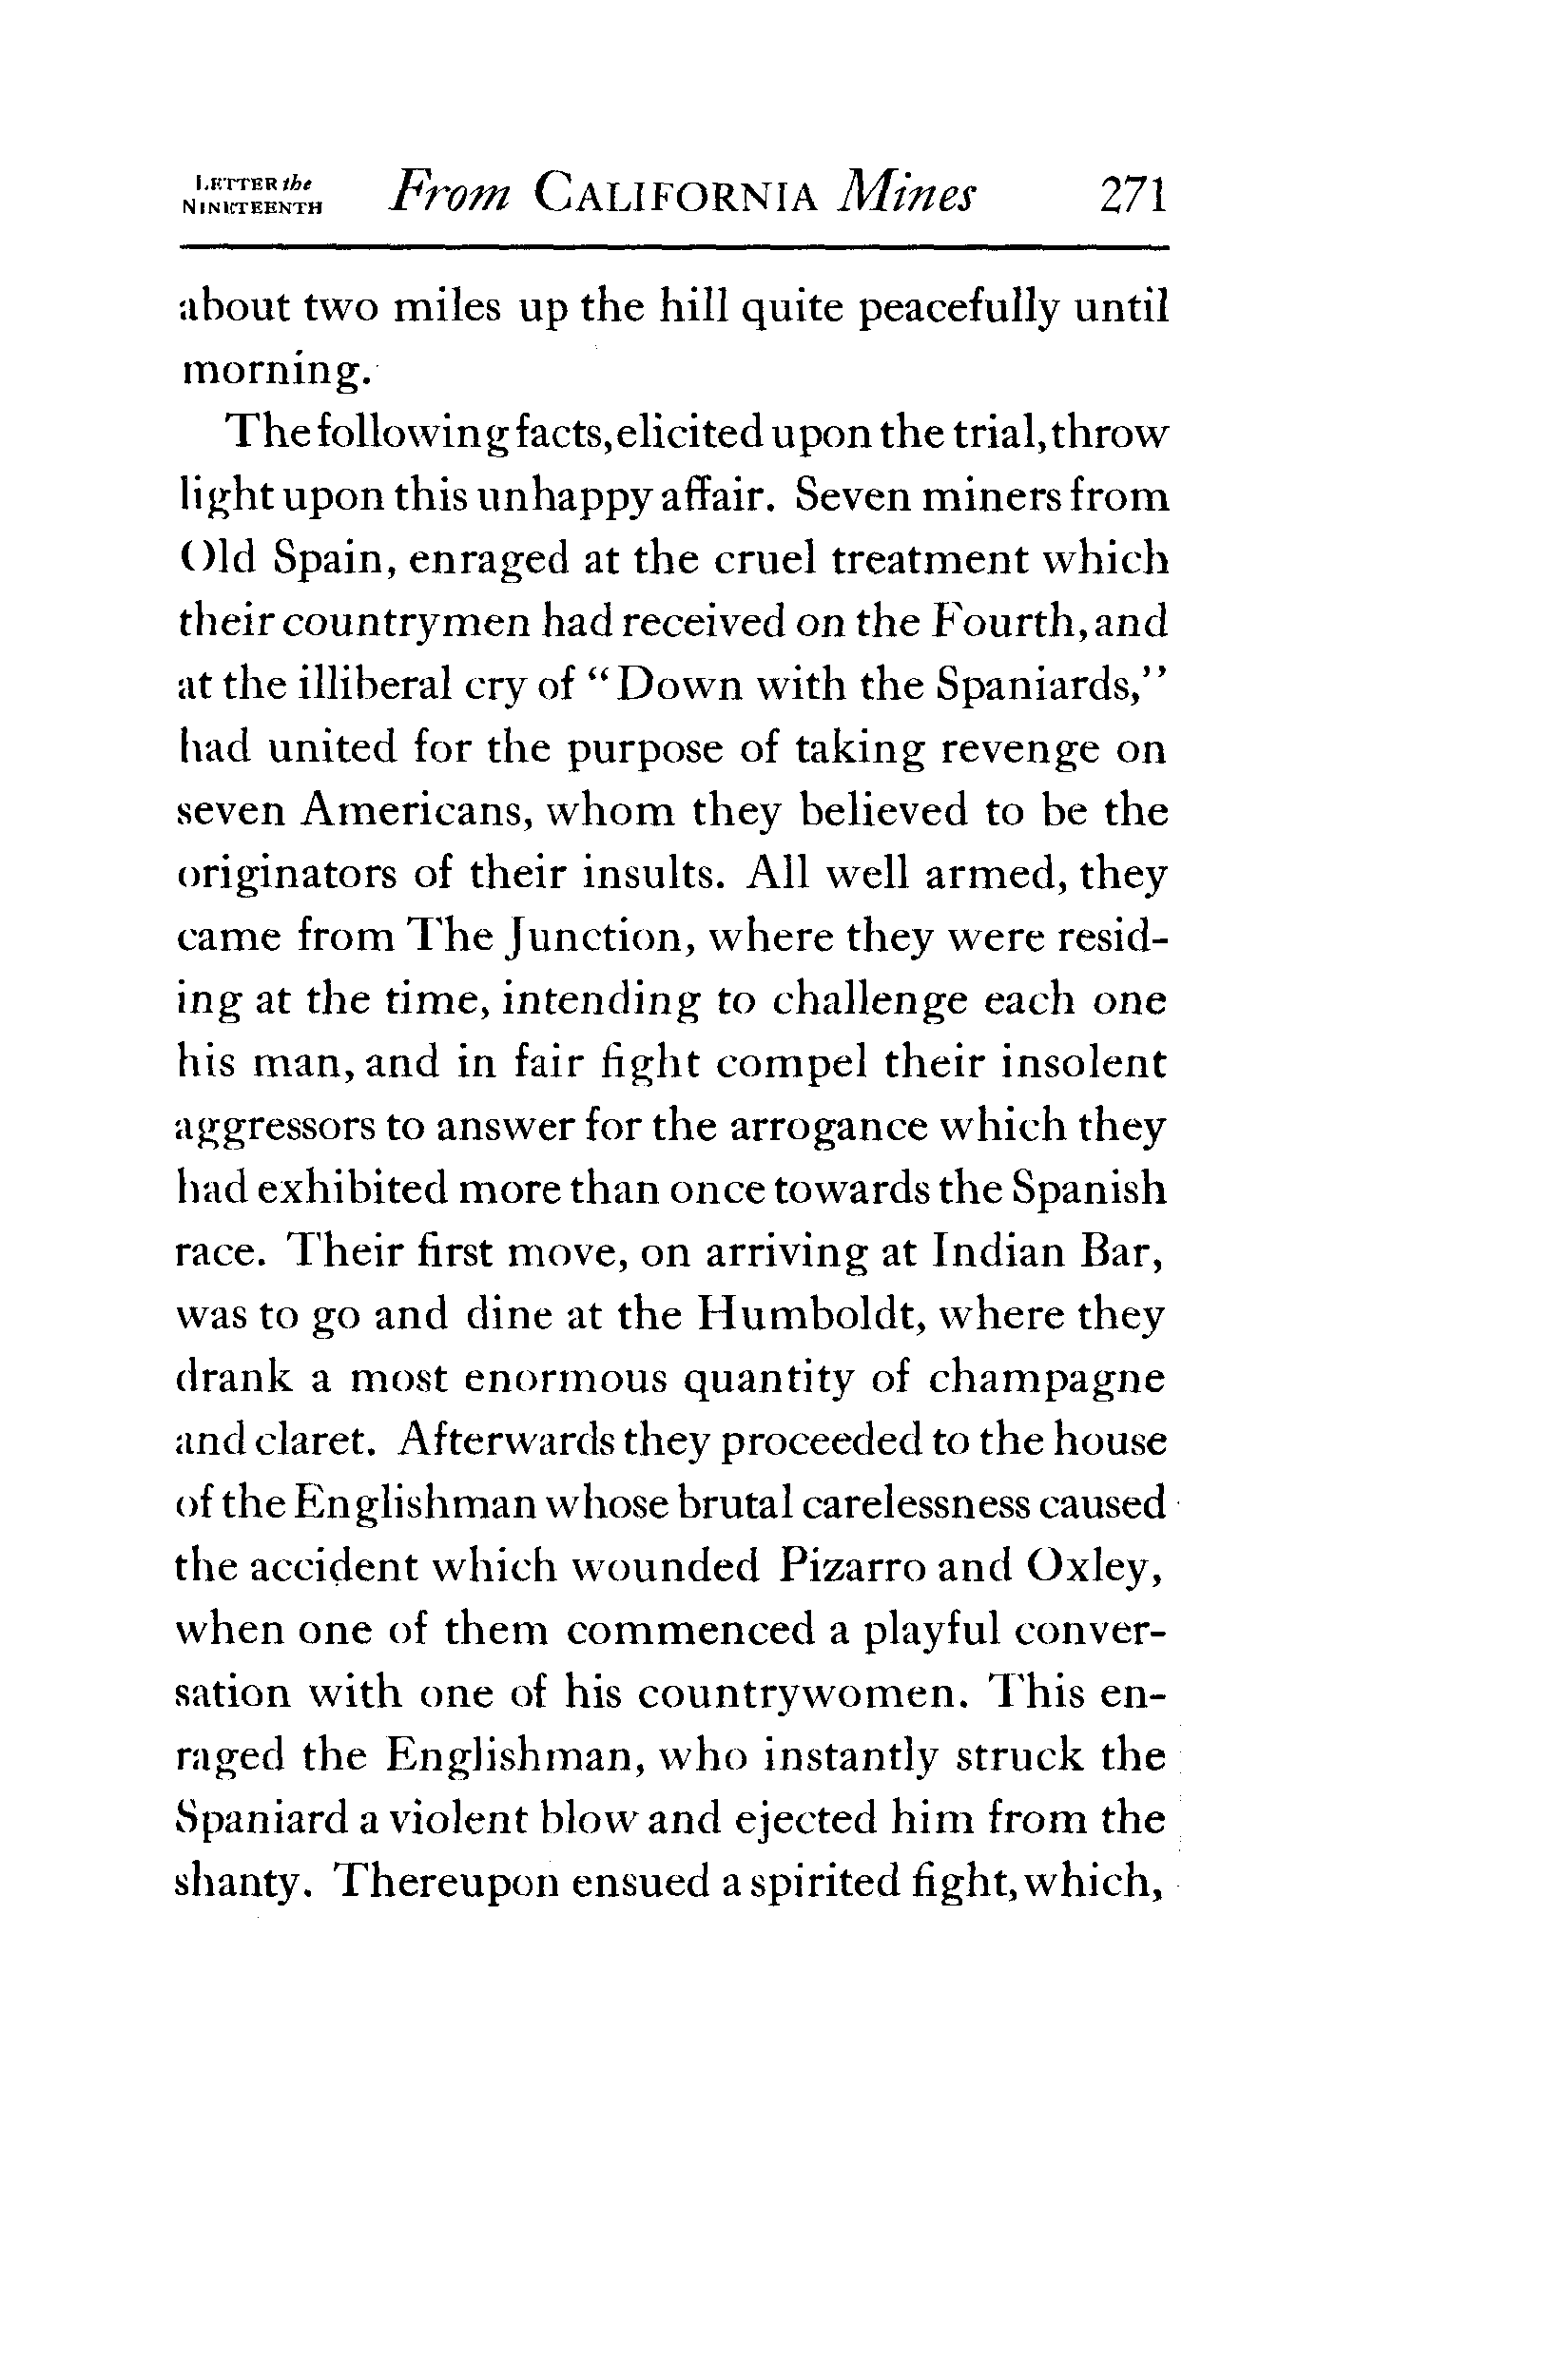 LETTER the
NINETEENTH
From CALIFORNIA Mines 271
about two miles up the hill quite peacefully until
morning.
The following facts, elicited upon the trial, throw
light upon this unhappy affair. Seven miners from
Old Spain, enraged at the cruel treatment which
their countrymen had received on the Fourth, and
at the illiberal cry of “Down with the Spaniards,”
had united for the purpose of taking revenge on
seven Americans, whom they believed to be the
originators of their insults. All well armed, they
came from The Junction, where they were resid-
ing at the time, intending to challenge each one
his man, and in fair fight compel their insolent
aggressors to answer for the arrogance which they
had exhibited more than once towards the Spanish
race. Their first move, on arriving at Indian Bar,
was to go and dine at the Humboldt, where they
drank a most enormous quantity of champagne
and claret. Afterwards they proceeded to the house
of the Englishman whose brutal carelessness caused
the accident which wounded Pizarro and Oxley,
when one of them commenced a playful conver-
sation with one of his countrywomen. This en-
raged the Englishman, who instantly struck the
Spaniard a violent blow and ejected him from the
shanty. Thereupon ensued a spirited fight, which,